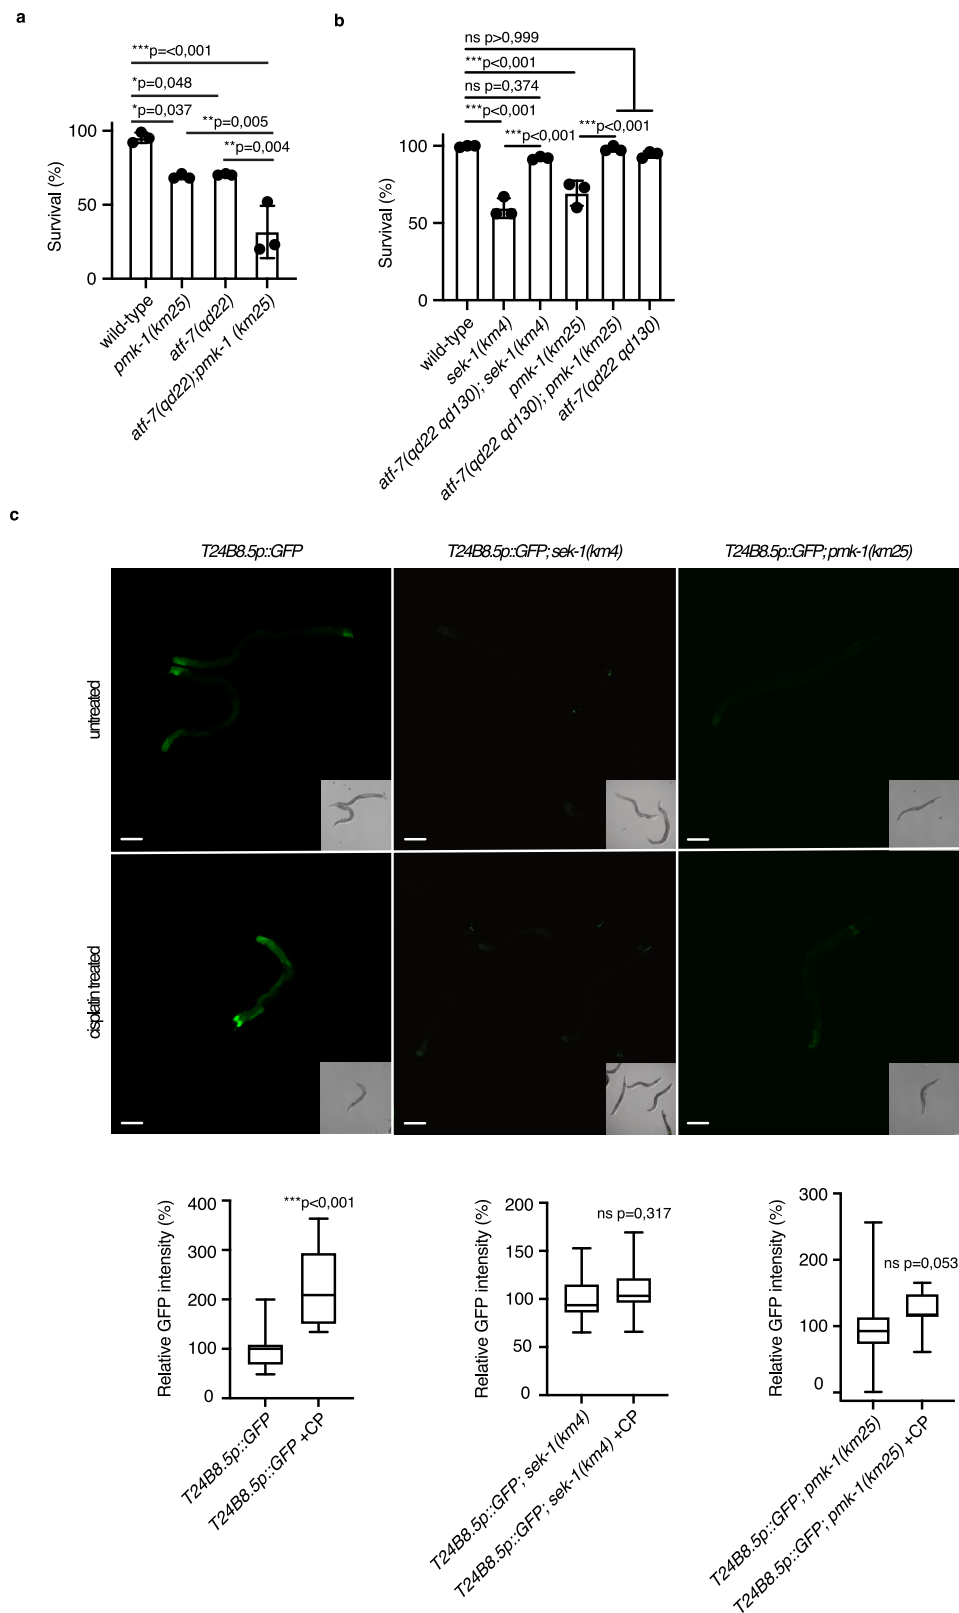 a
***p=<0,001
*p=0,048
*p=0,037
**p=0,005
**p=0,004
Survival (%)
100
50
0
wild-type
pmk-1(km25)
atf-7(qd22)
atf-7(qd22);pmk-1 (km25)
b
ns p>0,999
***p<0,001
ns p=0,374
***p<0,001
***p<0,001
***p<0,001
Survival (%)
100
50
0
wild-type
sek-1(km4)
atf-7(qd22 qd130); sek-1(km4)
pmk-1(km25)
atf-7(qd22 qd130); pmk-1(km25)
atf-7(qd22 qd130)
c
T24B8.5p::GFP
T24B8.5p::GFP; sek-1(km4)
T24B8.5p::GFP; pmk-1(km25)
untreated
cisplatin treated
Relative GFP intensity (%)
400
300
200
100
0
***p<0,001
T24B8.5p::GFP
T24B8.5p::GFP +CP
Relative GFP intensity (%)
200
150
100
50
0
ns p=0,317
T24B8.5p::GFP; sek-1(km4)
T24B8.5p::GFP; sek-1(km4) +CP
Relative GFP intensity (%)
300
200
100
0
ns p=0,053
T24B8.5p::GFP; pmk-1(km25)
T24B8.5p::GFP; pmk-1(km25) +CP